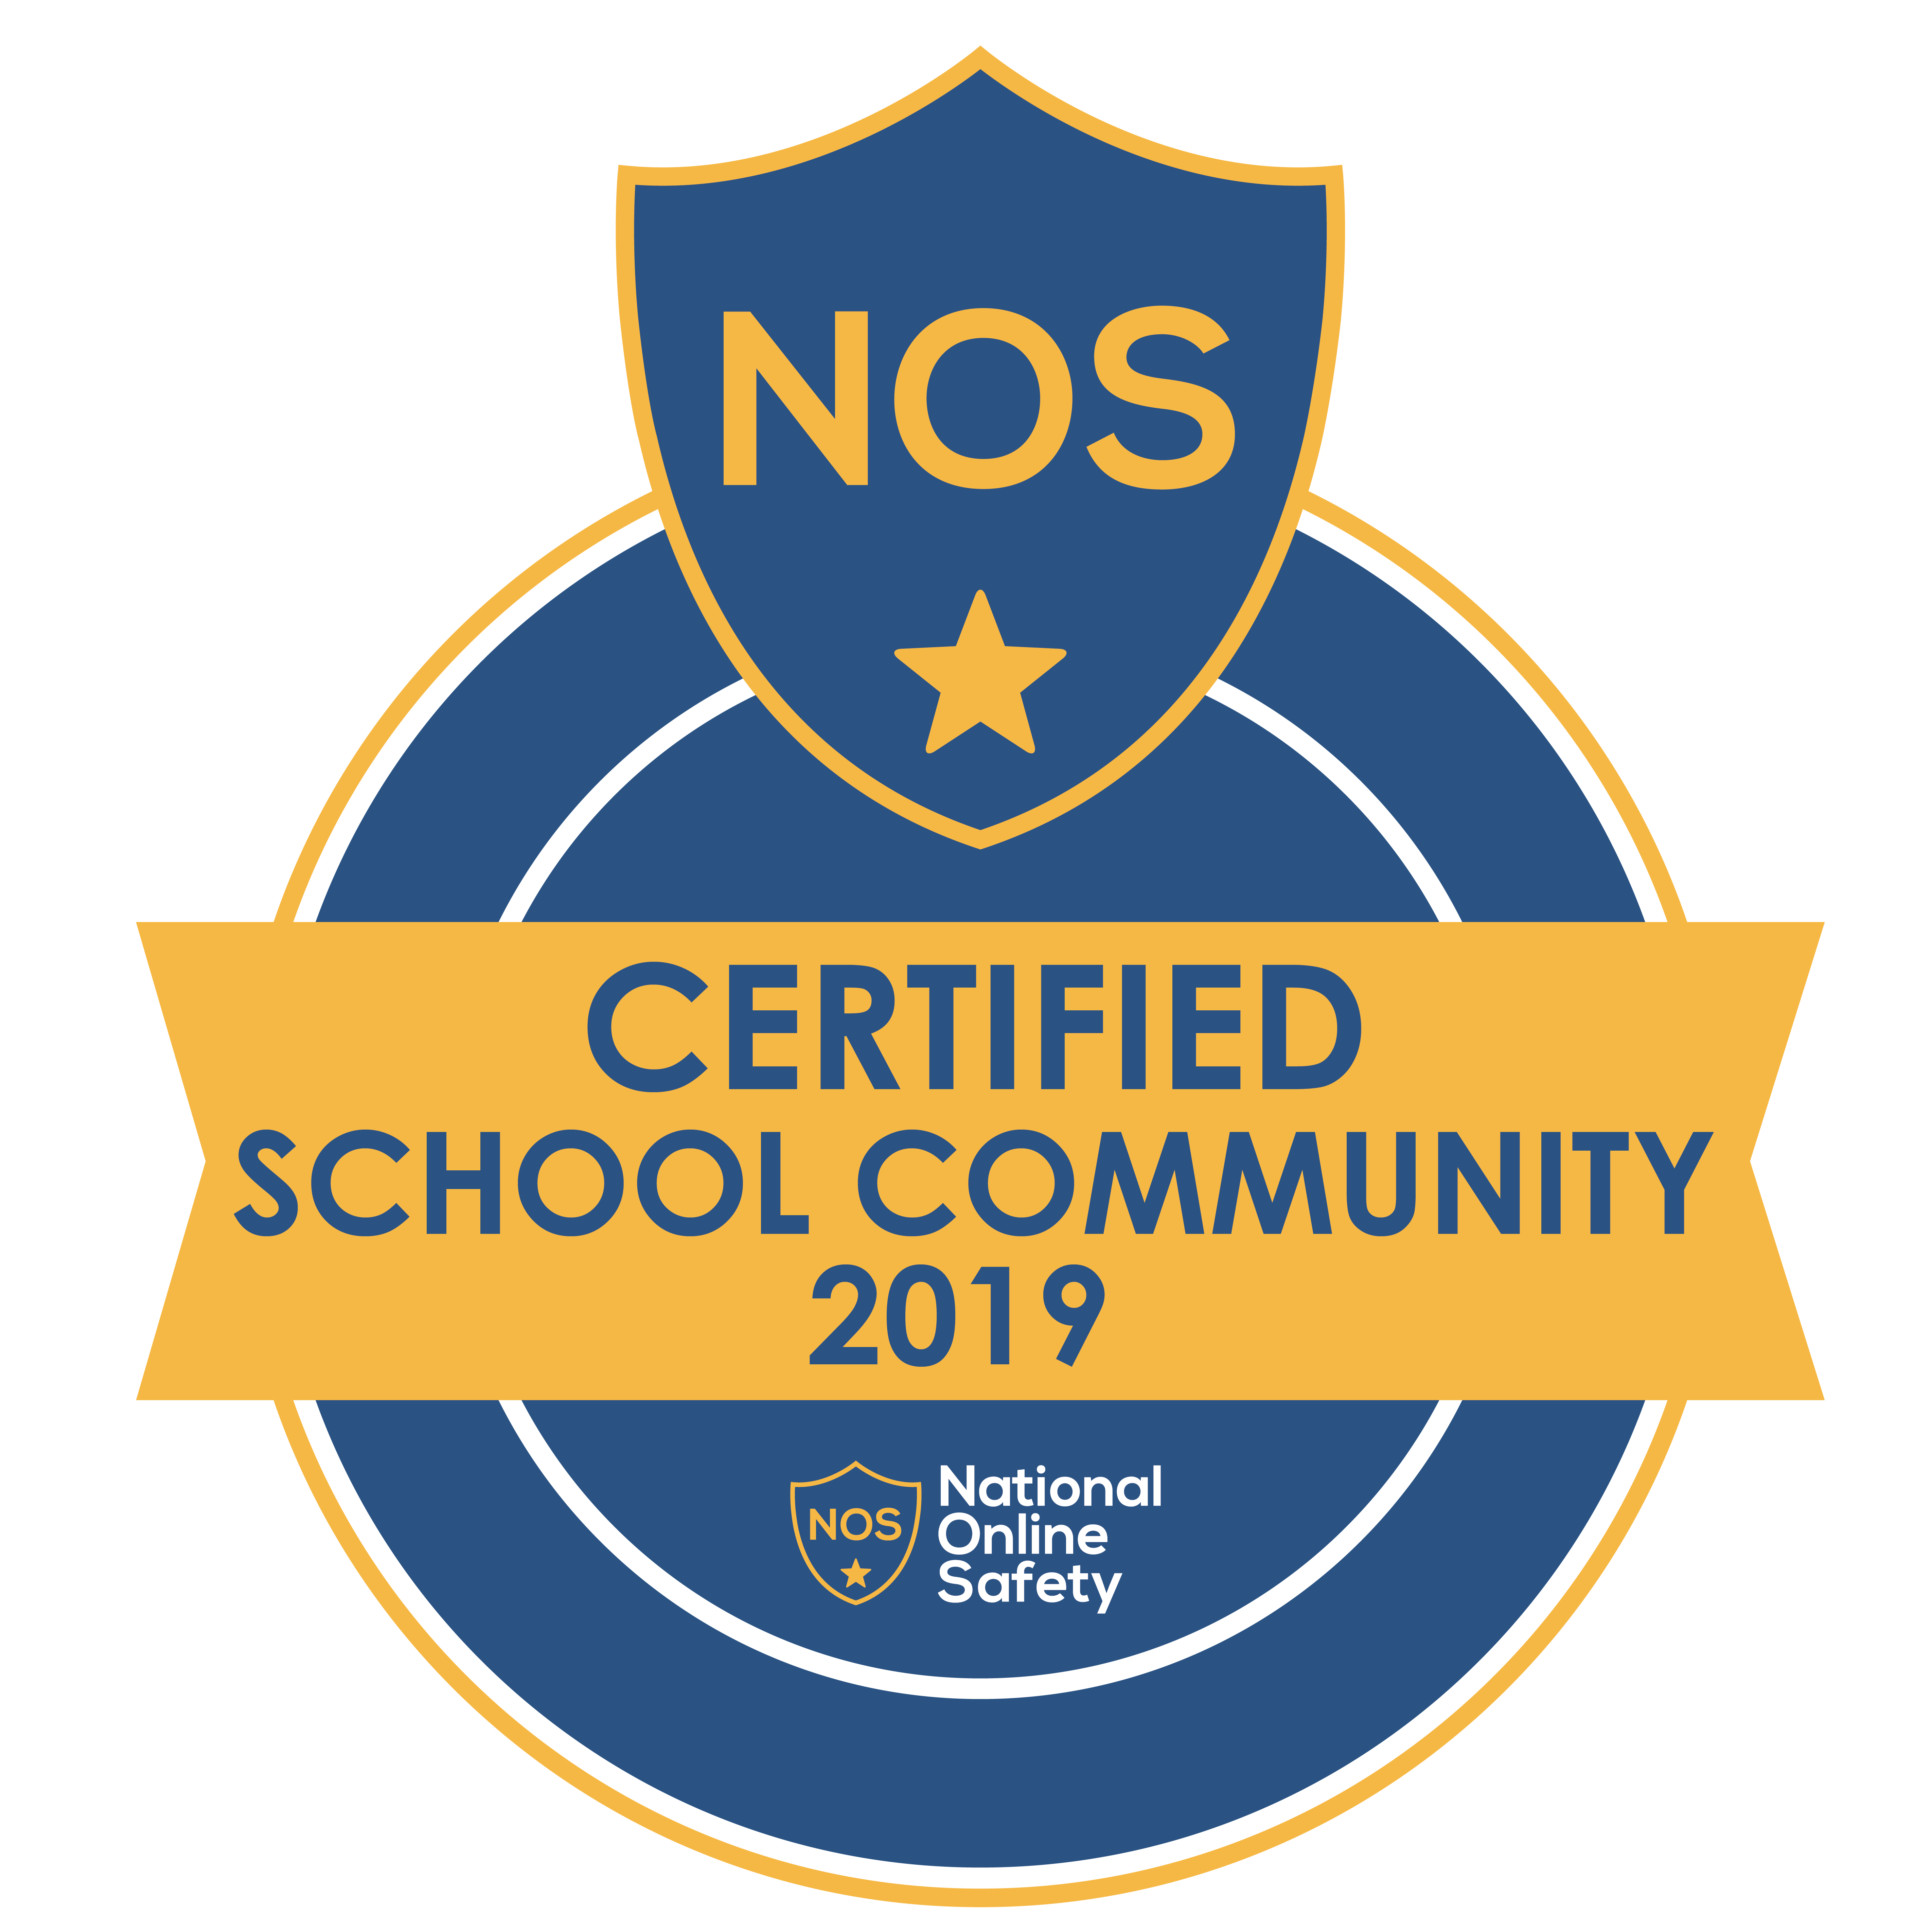 NOS
CERTIFIED
SCHOOL COMMUNITY
2019
NOS
National
Online
Safety